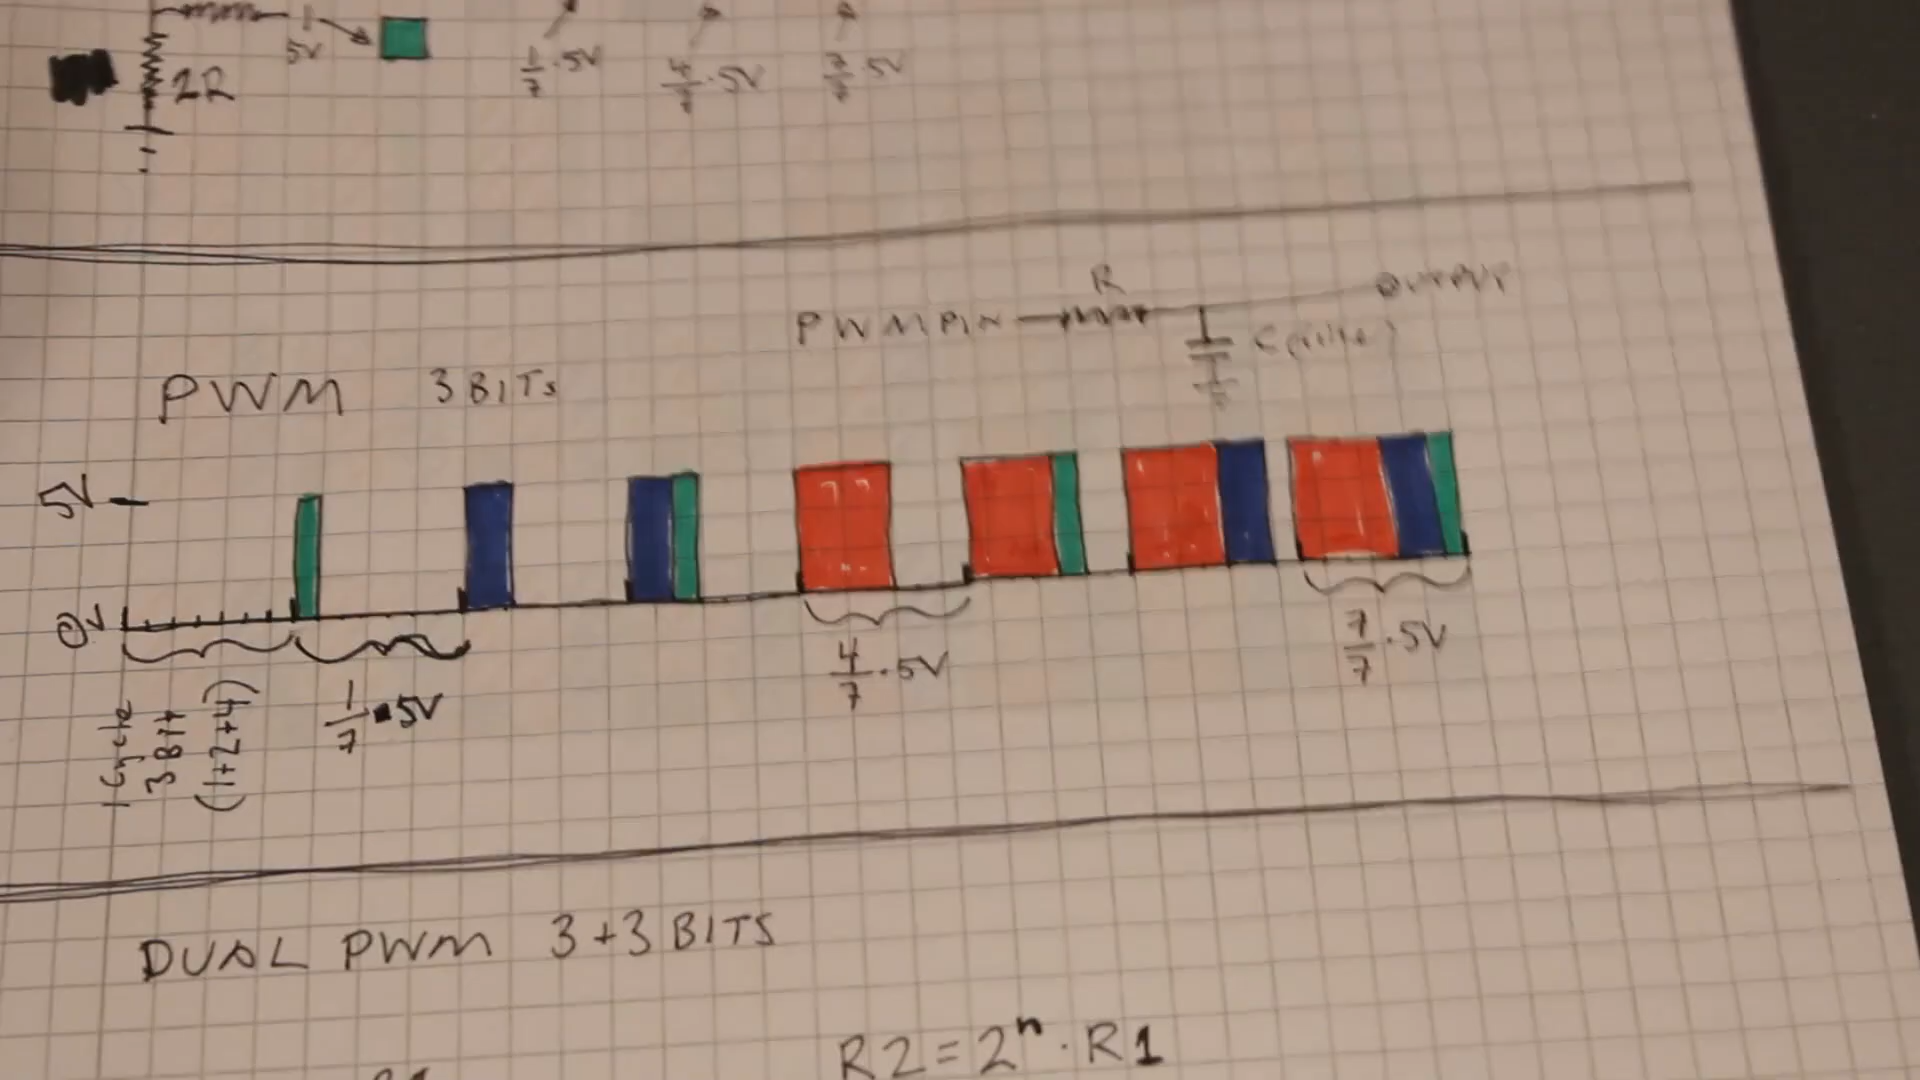 5V
1/7 · 5V
4/7 · 5V
5V
2R
R
PWM PIN
OUTPUT
PWM 3 BITs
5V
0V
1 Cycle
3 Bit
(1+2+4)
1/7 · 5V
4/7 · 5V
7/7 · 5V
DUAL PWM 3+3 BITS
R2 = 2ⁿ · R1